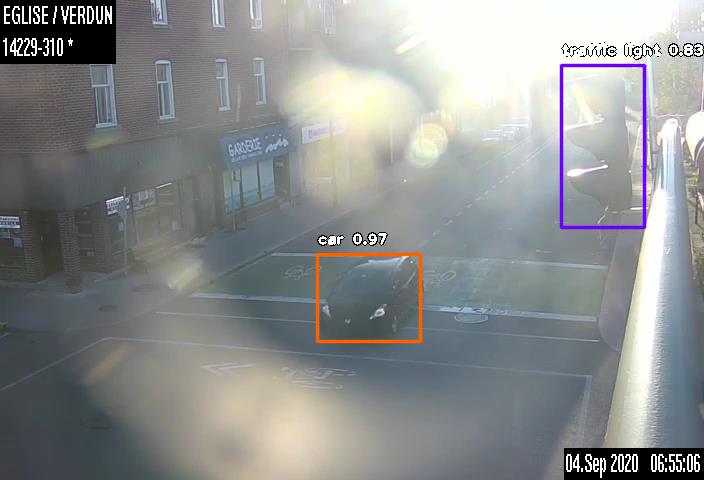 EGLISE / VERDUN
14229-310 *
traffic light 0.83
GARDERIE
car 0.97
04.Sep 2020 06:55:06